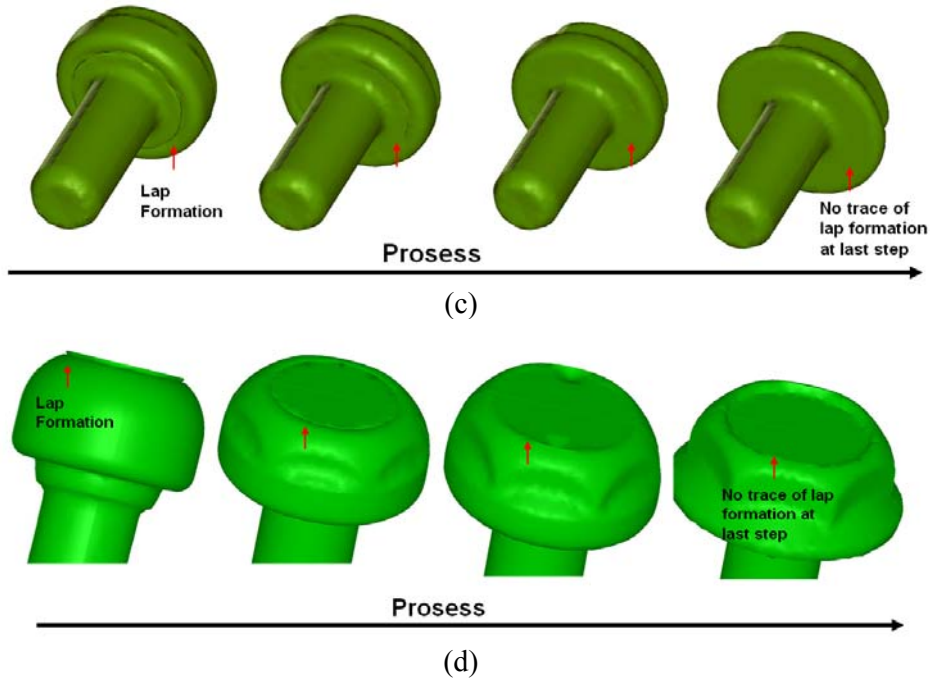 Lap
Formation
No trace of
lap formation
at last step
Prosess
(c)
Lap
Formation
No trace of lap
formation at
last step
Prosess
(d)